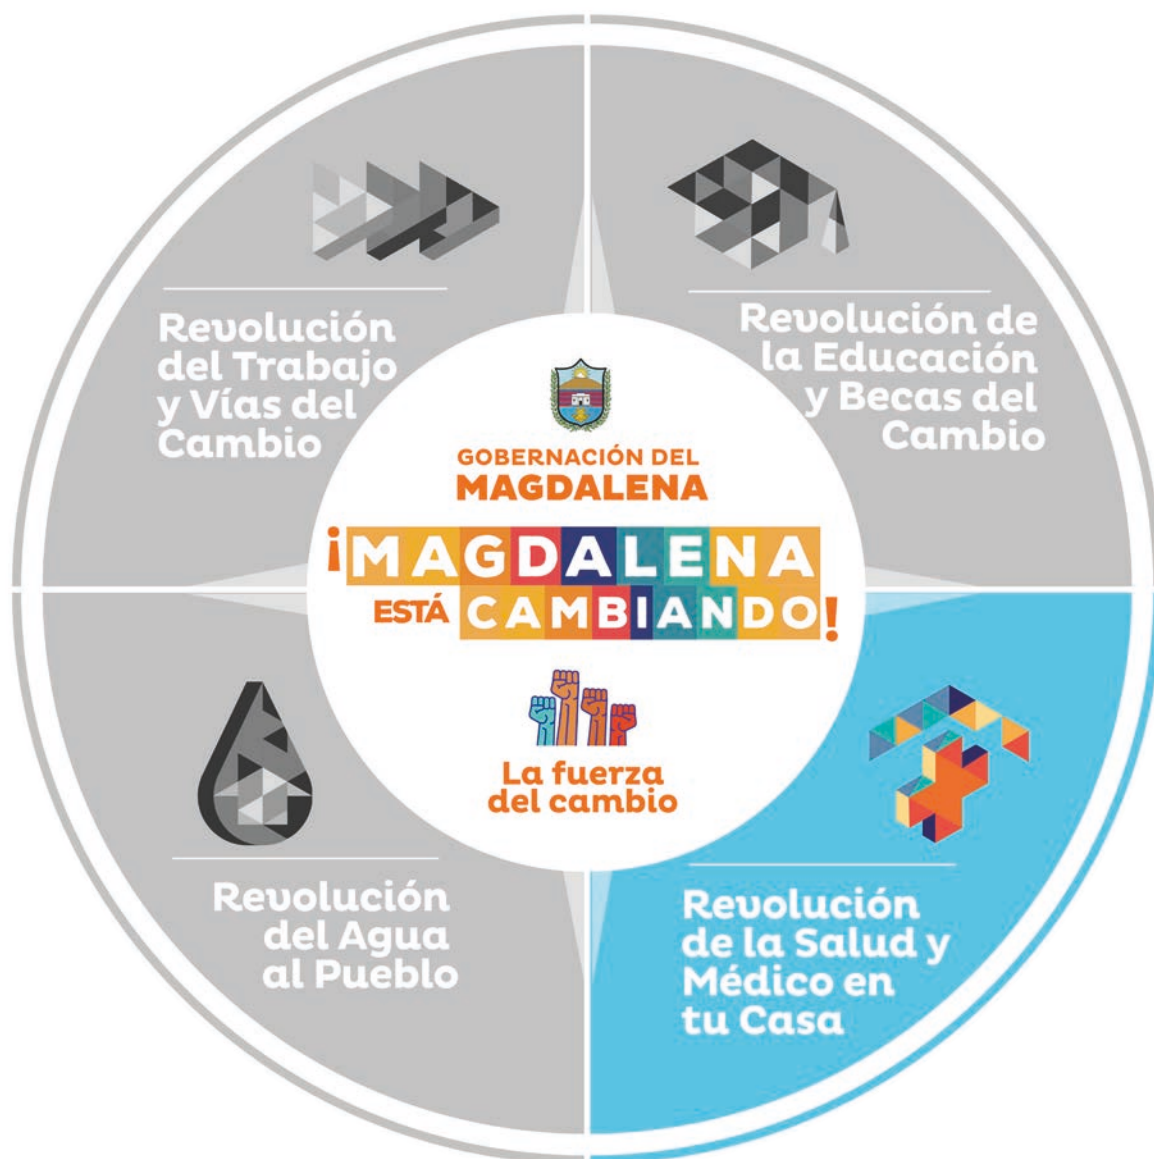 Revolución
del Trabajo
y Vías del
Cambio
Revolución de
la Educación
y Becas del
Cambio
GOBERNACIÓN DEL
MAGDALENA
¡MAGDALENA
ESTÁ CAMBIANDO!
La fuerza
del cambio
Revolución
del Agua
al Pueblo
Revolución
de la Salud y
Médico en
tu Casa